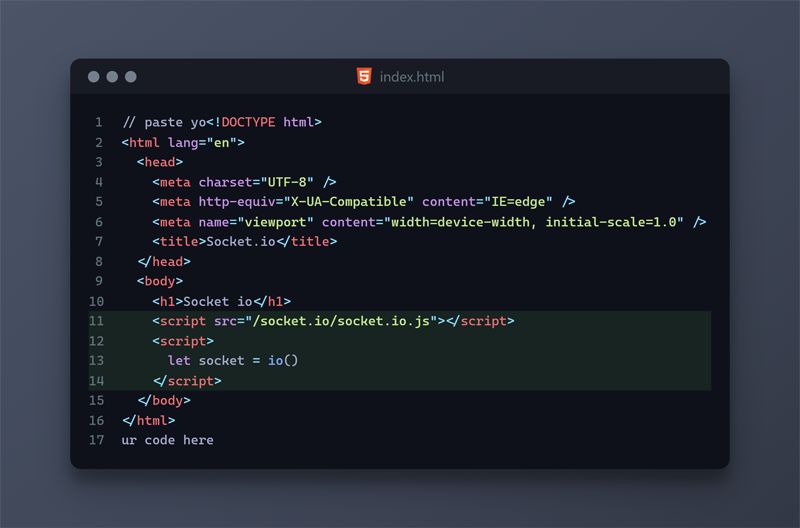 index.html
1 // paste yo<!DOCTYPE html>
2 <html lang="en">
3 <head>
4 <meta charset="UTF-8" />
5 <meta http-equiv="X-UA-Compatible" content="IE=edge" />
6 <meta name="viewport" content="width=device-width, initial-scale=1.0" />
7 <title>Socket.io</title>
8 </head>
9 <body>
10 <h1>Socket io</h1>
11 <script src="/socket.io/socket.io.js"></script>
12 <script>
13 let socket = io()
14 </script>
15 </body>
16 </html>
17 ur code here